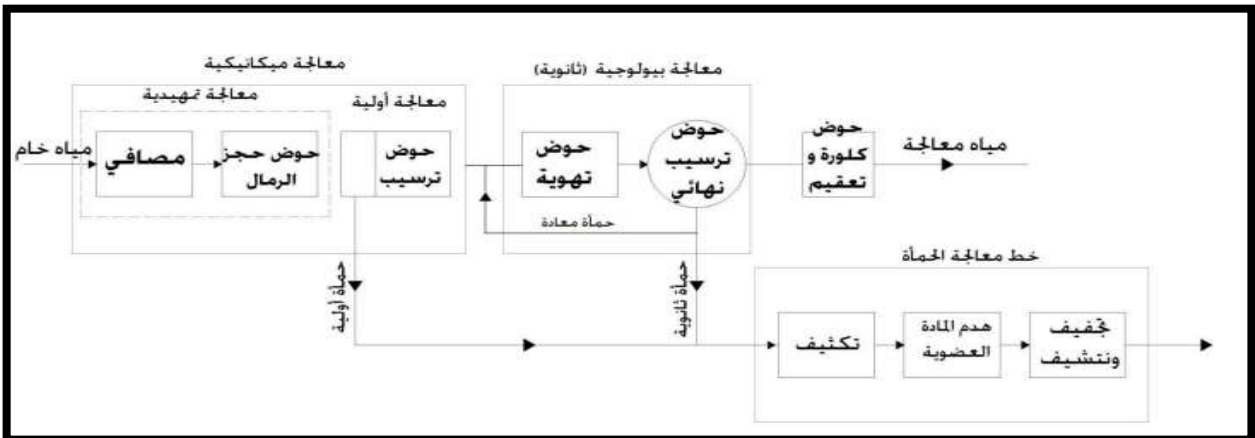 معالجة ميكانيكية
معالجة بيولوجية (ثانوية)
معالجة تمهيدية
معالجة أولية
مياه خام
مصافي
حوض حجز
الرمال
حوض
ترسيب
حوض
تهوية
حوض
ترسيب
نهائي
حوض
كلورة و
تعقيم
مياه معالجة
حمأة معادة
حمأة أولية
حمأة ثانوية
خط معالجة الحمأة
تكثيف
هدم المادة
العضوية
تجفيف
ونتشيف